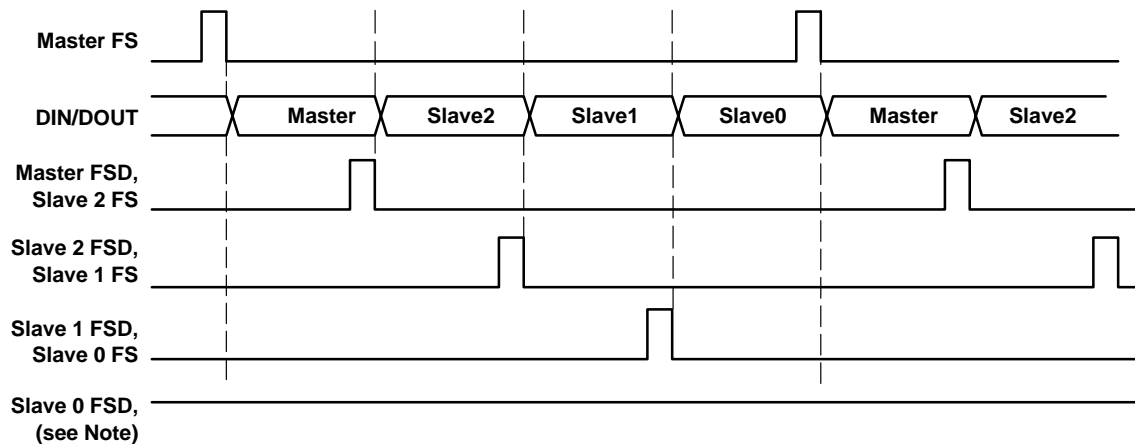 Master FS
DIN/DOUT
Master
Slave2
Slave1
Slave0
Master
Slave2
Master FSD,
Slave 2 FS
Slave 2 FSD,
Slave 1 FS
Slave 1 FSD,
Slave 0 FS
Slave 0 FSD,
(see Note)